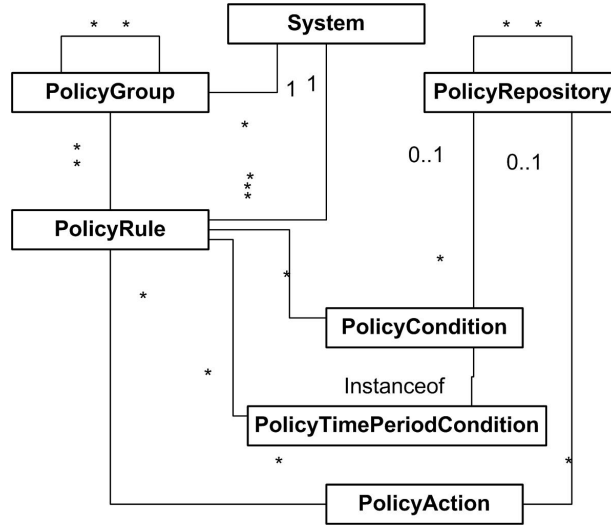 System
* *
* *
PolicyGroup
PolicyRepository
1 1
*
*
*
0..1
0..1
*
*
*
PolicyRule
*
*
*
PolicyCondition
*
Instanceof
PolicyTimePeriodCondition
*
*
PolicyAction